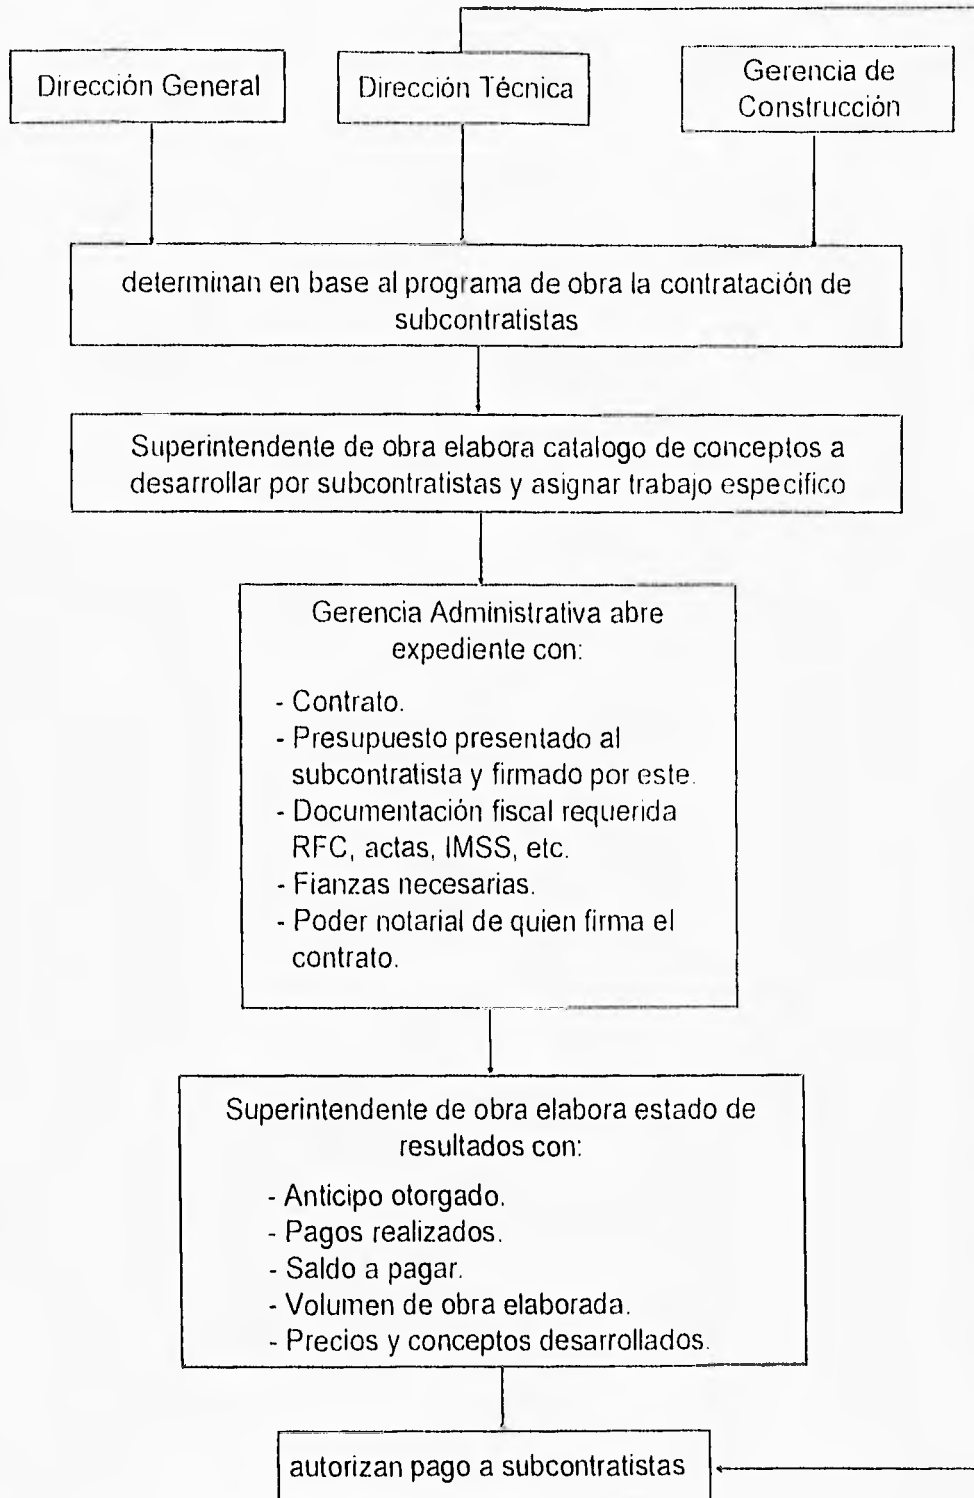 Dirección General
Dirección Técnica
Gerencia de
Construcción
determinan en base al programa de obra la contratación de
subcontratistas
Superintendente de obra elabora catalogo de conceptos a
desarrollar por subcontratistas y asignar trabajo especifico
Gerencia Administrativa abre
expediente con:
- Contrato.
- Presupuesto presentado al
subcontratista y firmado por este.
- Documentación fiscal requerida
RFC, actas, IMSS, etc.
- Fianzas necesarias.
- Poder notarial de quien firma el
contrato.
Superintendente de obra elabora estado de
resultados con:
- Anticipo otorgado.
- Pagos realizados.
- Saldo a pagar.
- Volumen de obra elaborada.
- Precios y conceptos desarrollados.
autorizan pago a subcontratistas